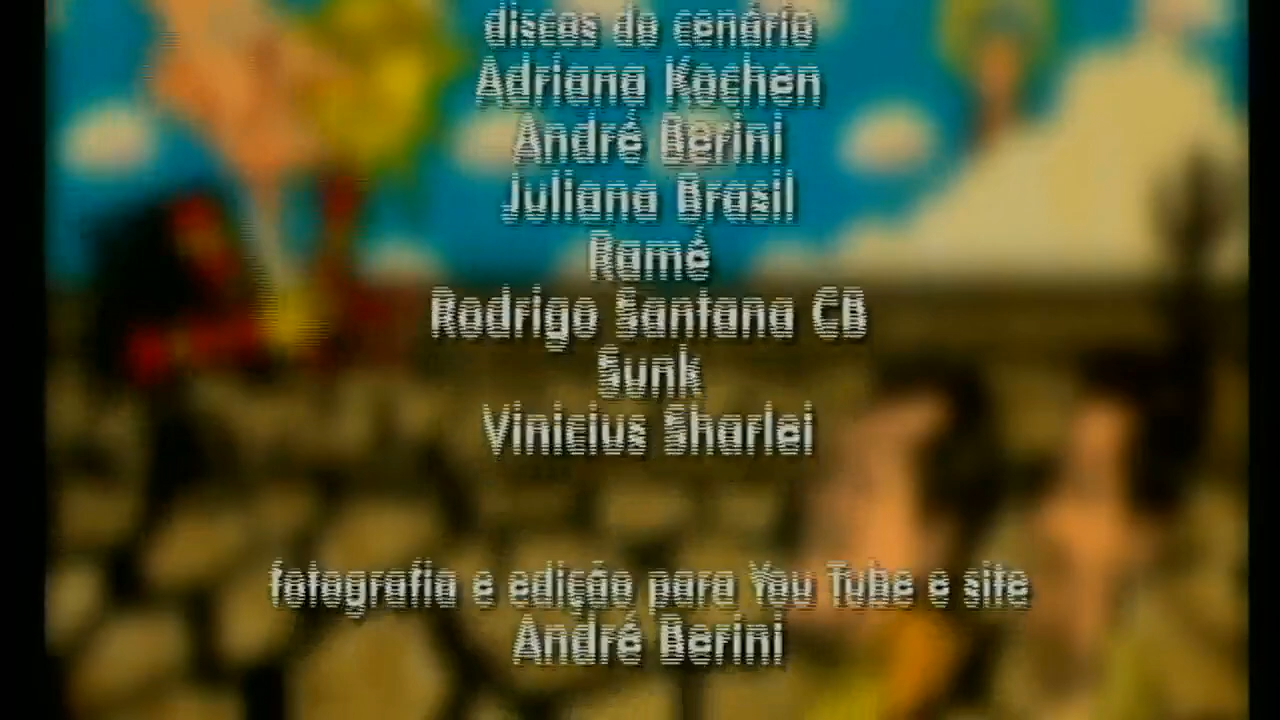 discos do cenário
Adriana Kochen
André Berini
Juliana Brasil
Ramé
Rodrigo Santana CB
Sunk
Vinicius Sharlei
fotografia e edição para You Tube e site
André Berini